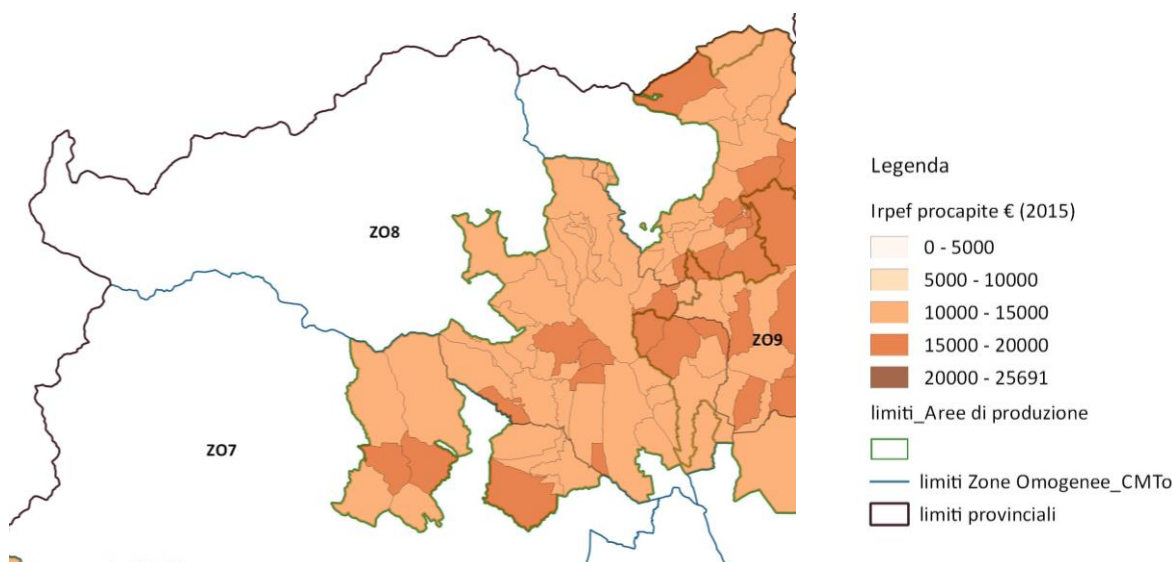 ZO8
ZO7
ZO9
Legenda
Irpef procapite € (2015)
0 - 5000
5000 - 10000
10000 - 15000
15000 - 20000
20000 - 25691
limiti_Aree di produzione
limiti Zone Omogenee_CMTo
limiti provinciali